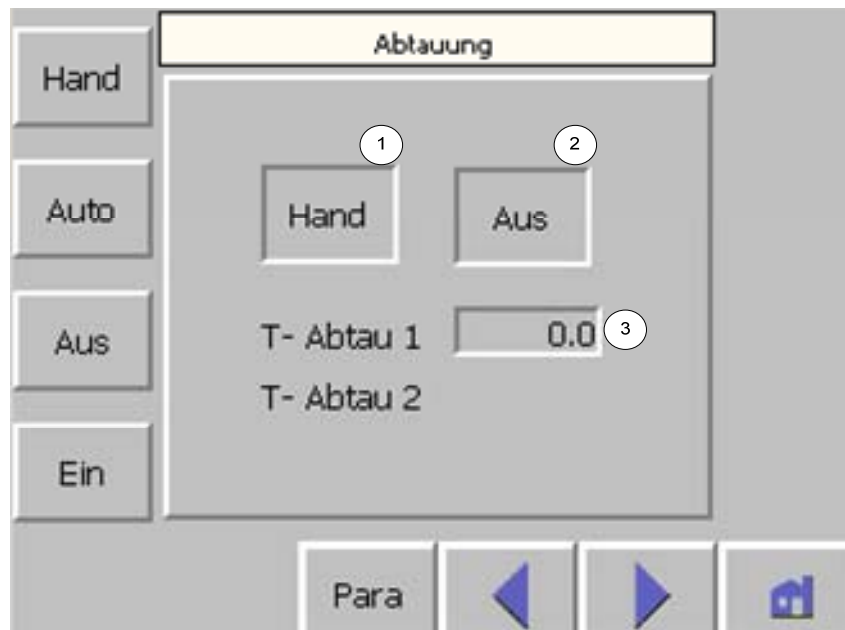 Abtauung
Hand
Auto
Aus
Ein
1
2
Hand
Aus
T- Abtau 1
0.0
3
T- Abtau 2
Para